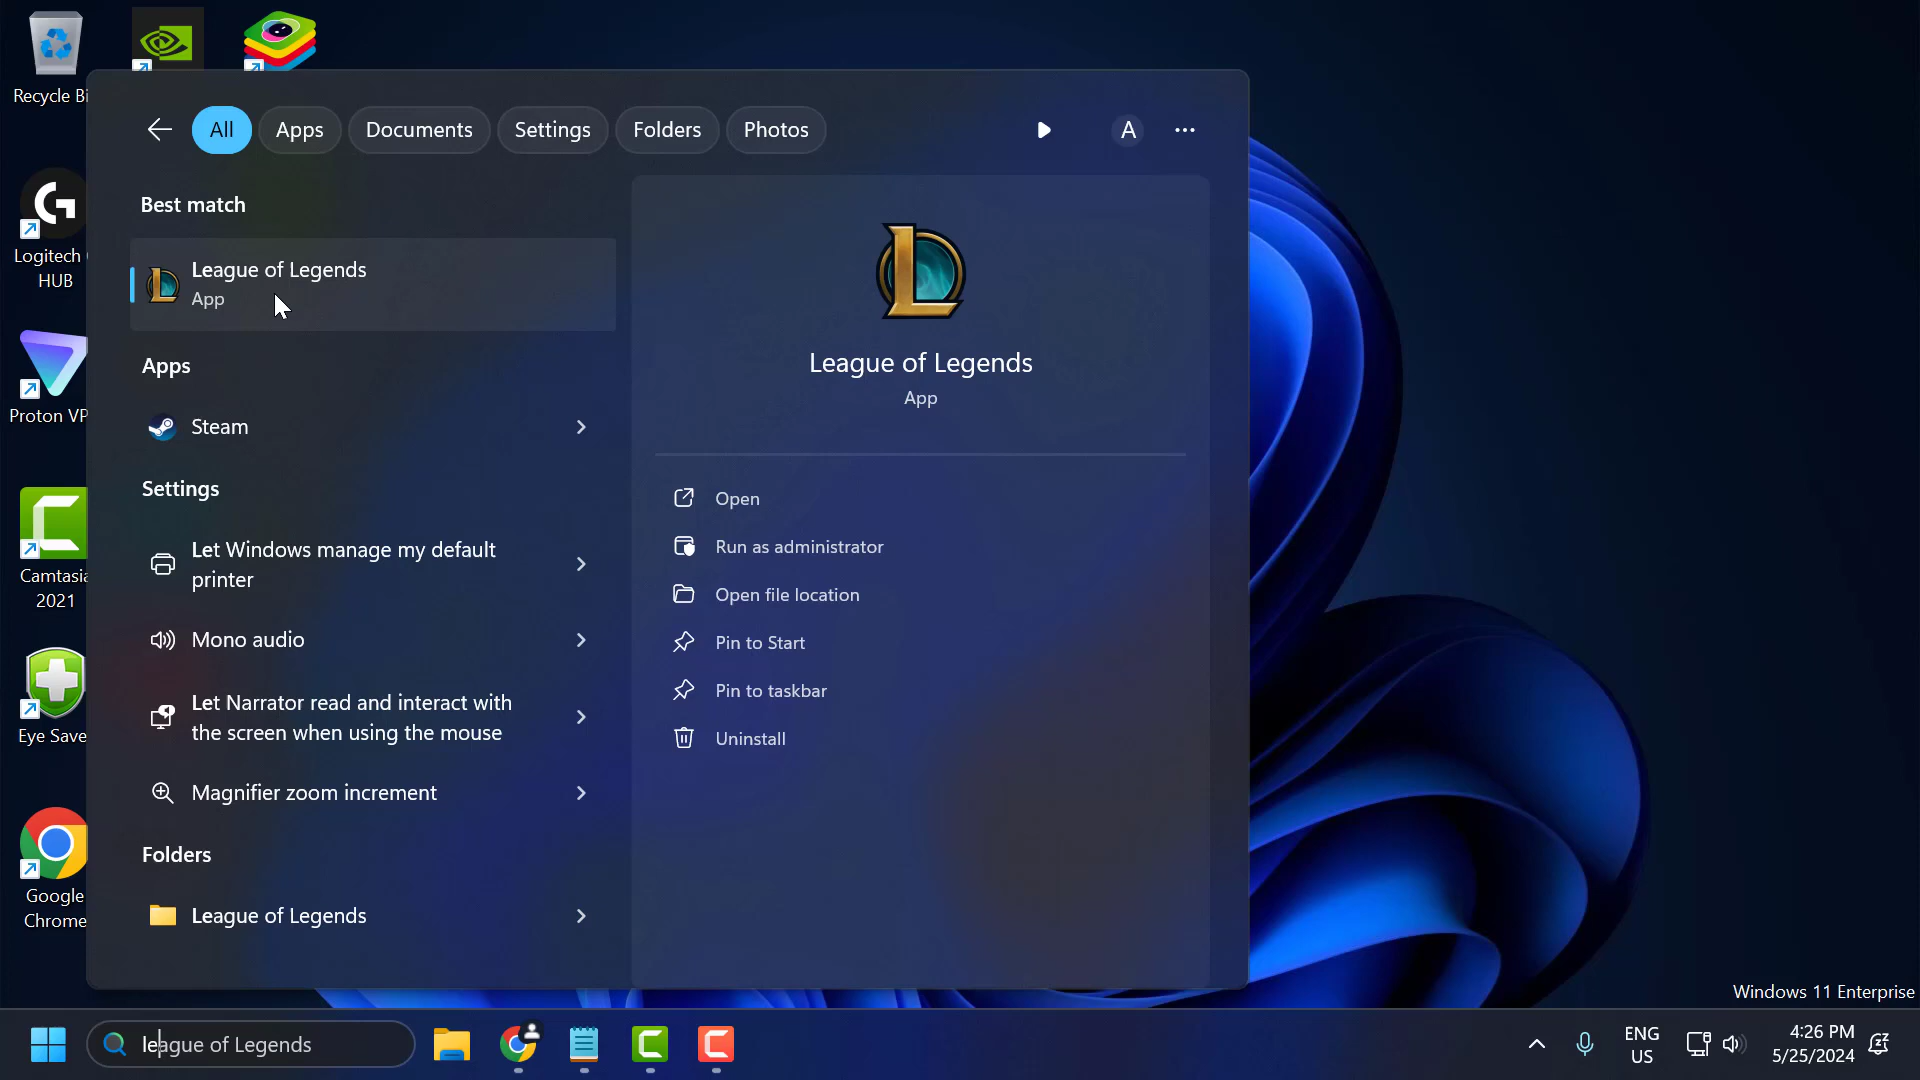 Recycle Bi
Logitech
HUB
Proton VP
Camtasia
2021
Eye Save
Google
Chrome
All
Apps
Documents
Settings
Folders
Photos
A
Best match
League of Legends
App
Apps
Steam
Settings
Let Windows manage my default
printer
Mono audio
Let Narrator read and interact with
the screen when using the mouse
Magnifier zoom increment
Folders
League of Legends
League of Legends
App
Open
Run as administrator
Open file location
Pin to Start
Pin to taskbar
Uninstall
Windows 11 Enterprise
league of Legends
ENG
US
4:26 PM
5/25/2024